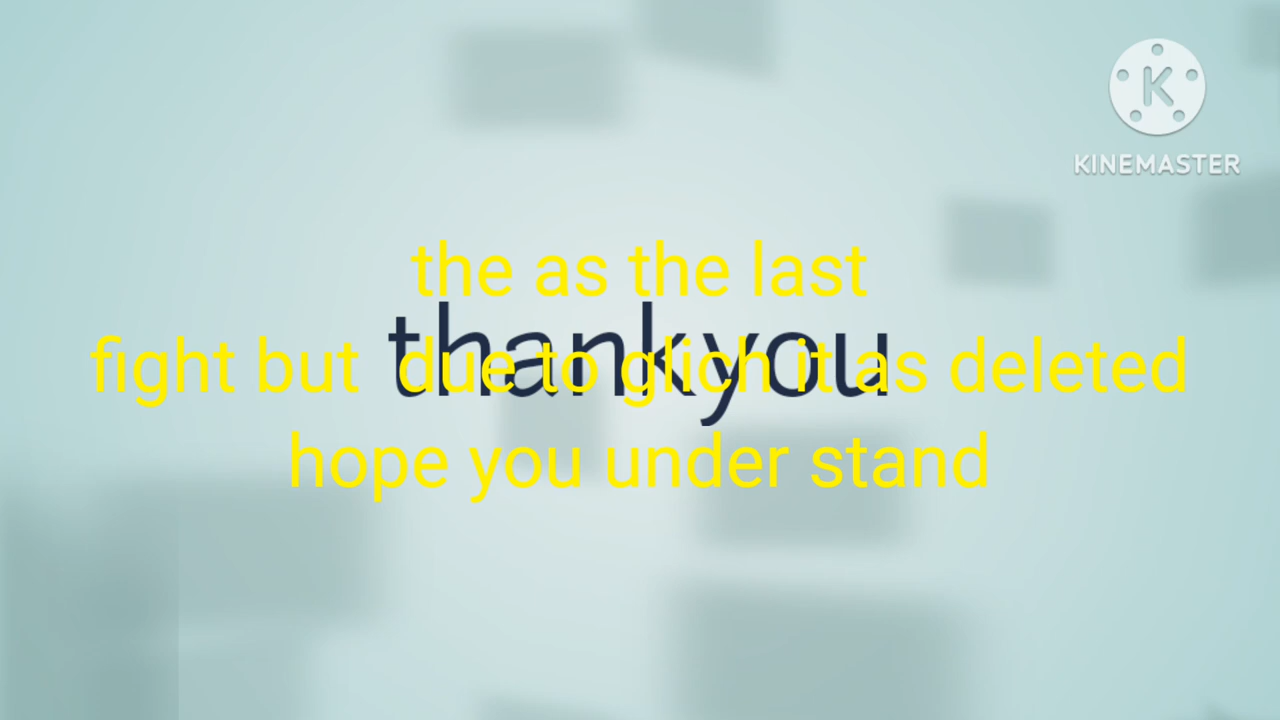 K
KINEMASTER
the as the last
thankyou
fight but due to glich it as deleted
hope you under stand